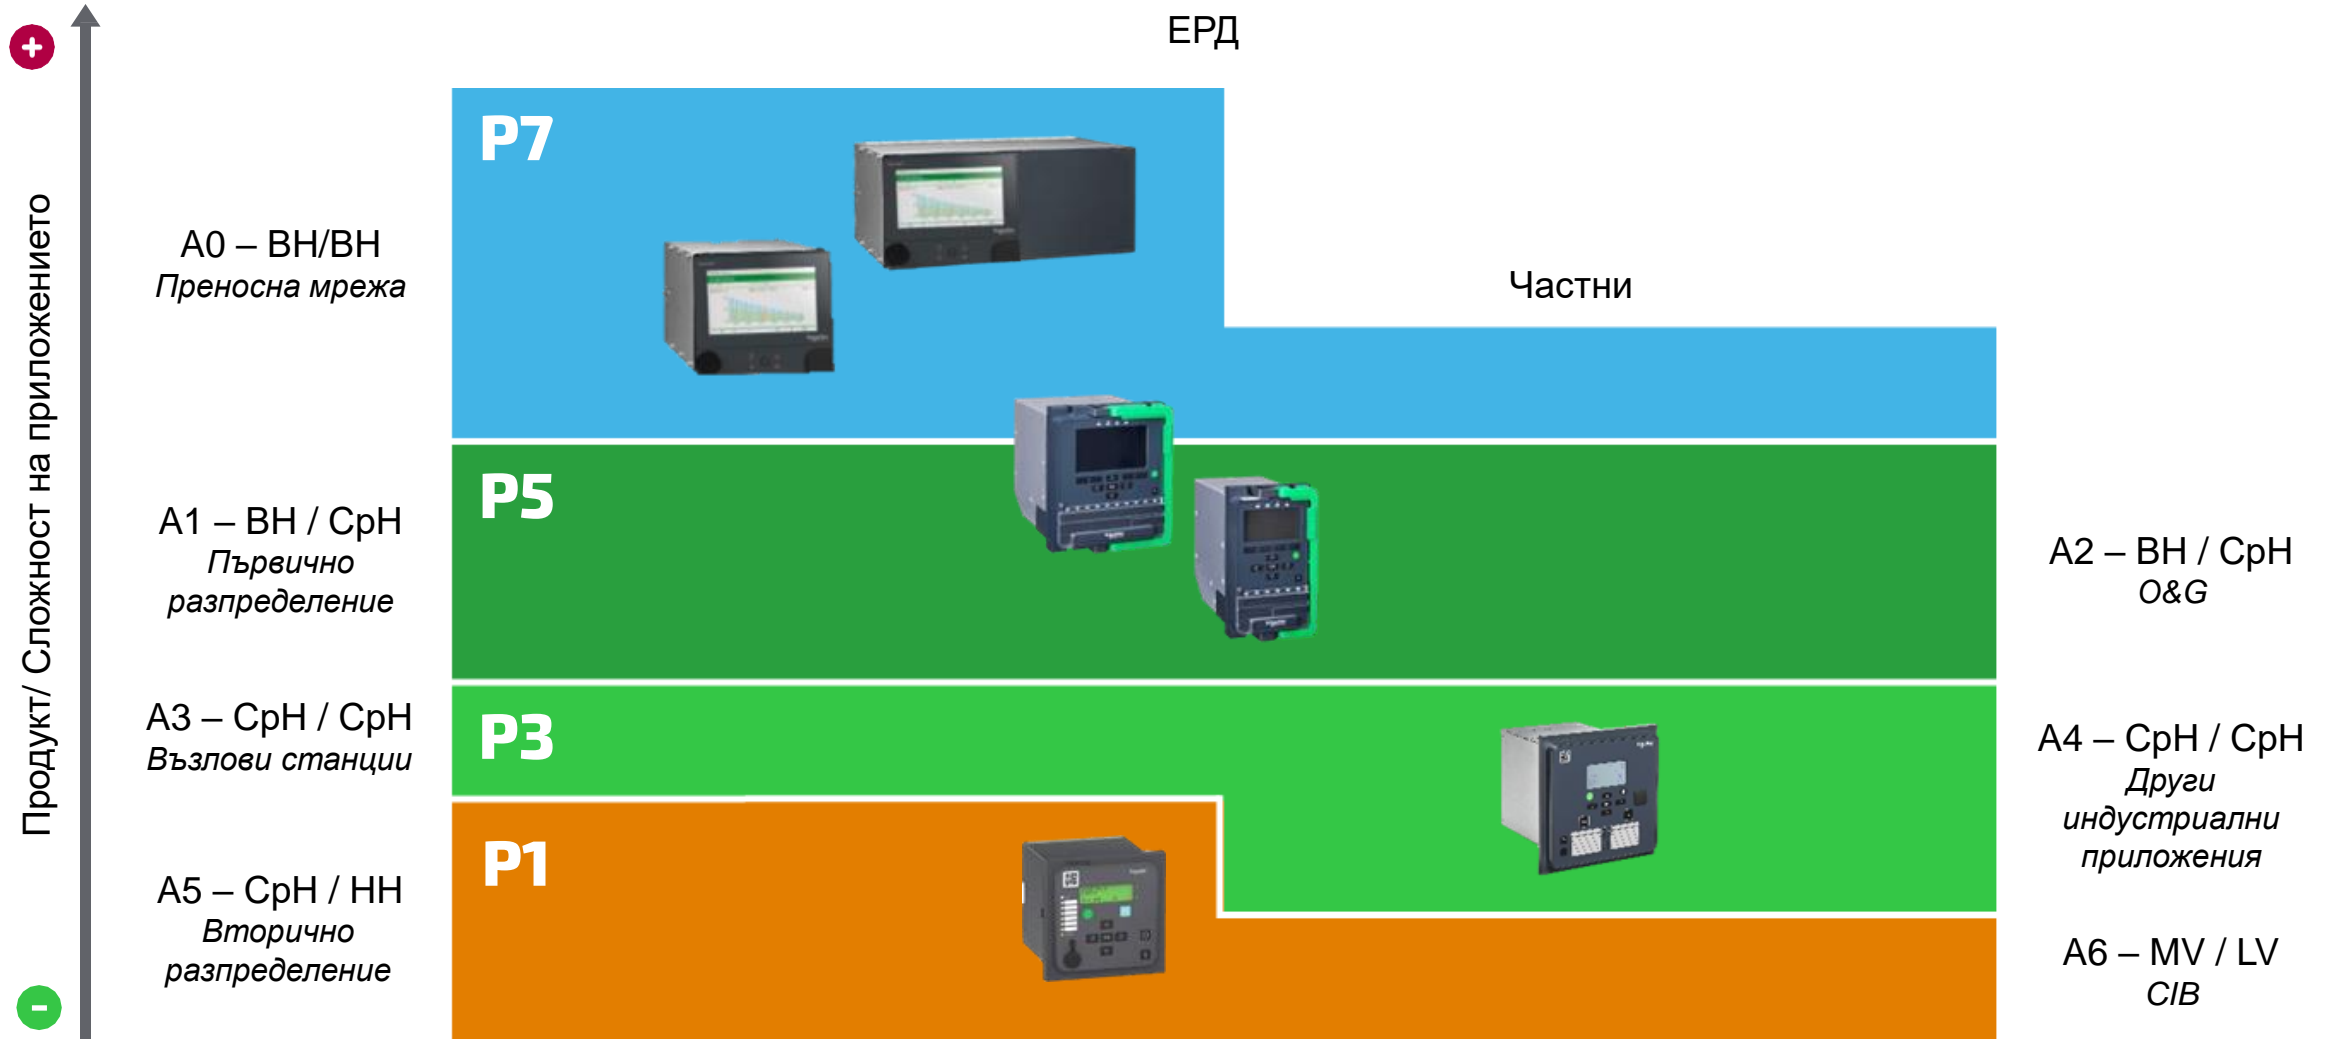 ЕРД
Продукт/ Сложност на приложението
P7
A0 – ВН/ВН
Преносна мрежа
Частни
P5
A1 – ВН / СрН
Първично
разпределение
A2 – ВН / СрН
O&G
P3
A3 – СрН / СрН
Възлови станции
A4 – СрН / СрН
Други
индустриални
приложения
P1
A5 – СрН / НН
Вторично
разпределение
A6 – MV / LV
CIB